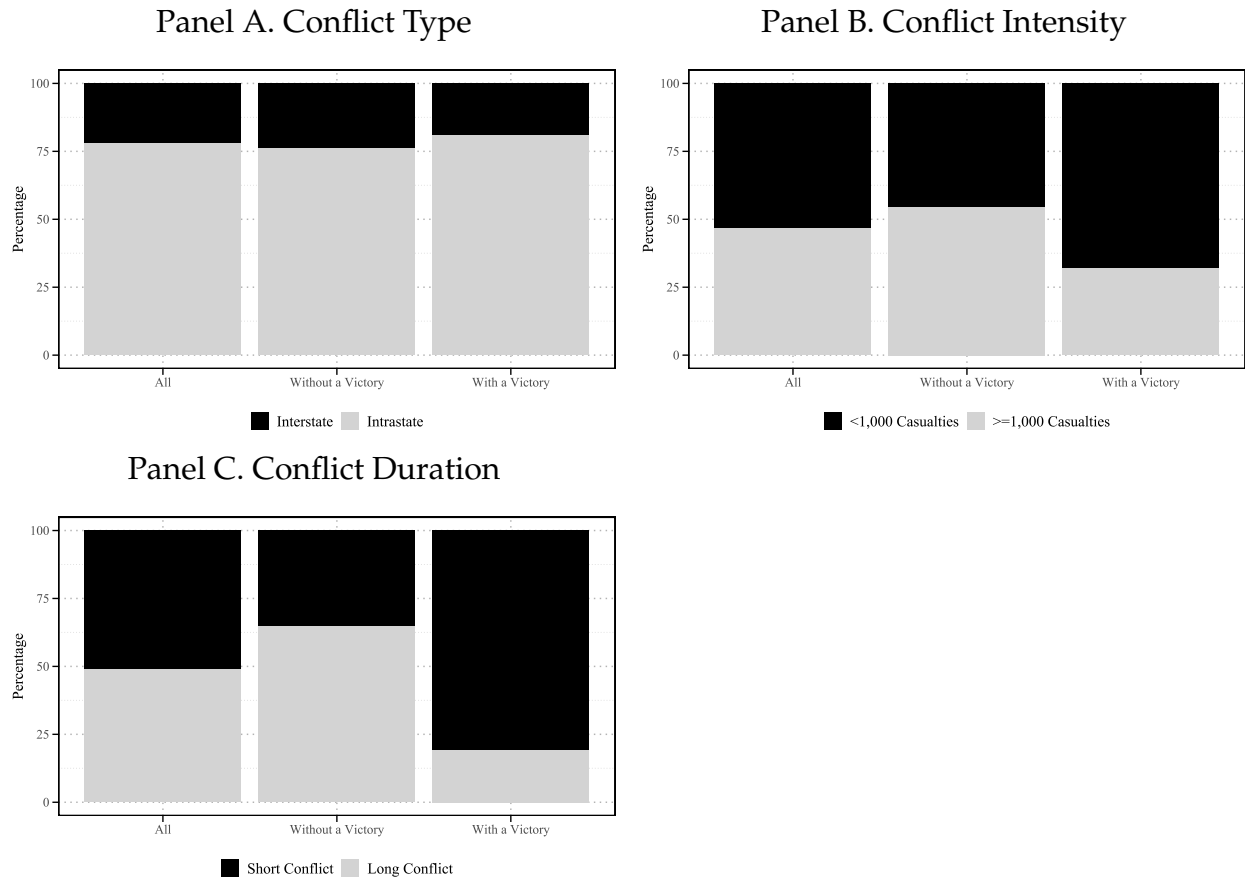 Panel A. Conflict Type
Percentage
100
75
50
25
0
All Without a Victory With a Victory
Interstate Intrastate
Panel B. Conflict Intensity
Percentage
100
75
50
25
0
All Without a Victory With a Victory
<1,000 Casualties >=1,000 Casualties
Panel C. Conflict Duration
Percentage
100
75
50
25
0
All Without a Victory With a Victory
Short Conflict Long Conflict